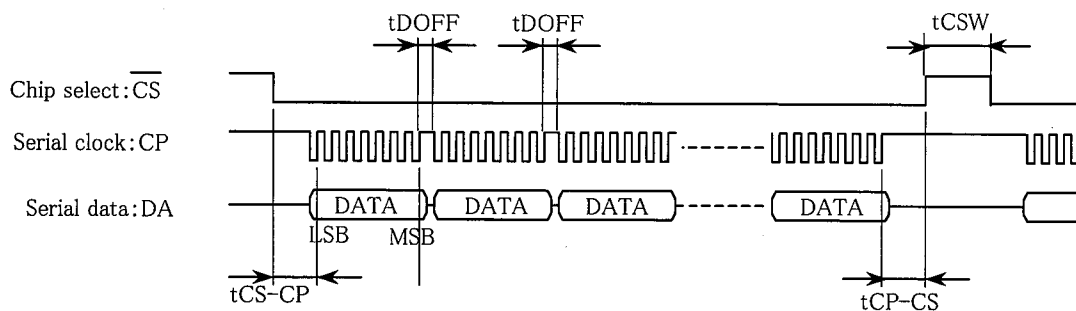 tDOFF tDOFF tCSW
Chip select:CS
Serial clock:CP
Serial data:DA DATA DATA DATA DATA
LSB MSB
tCS-CP tCP-CS